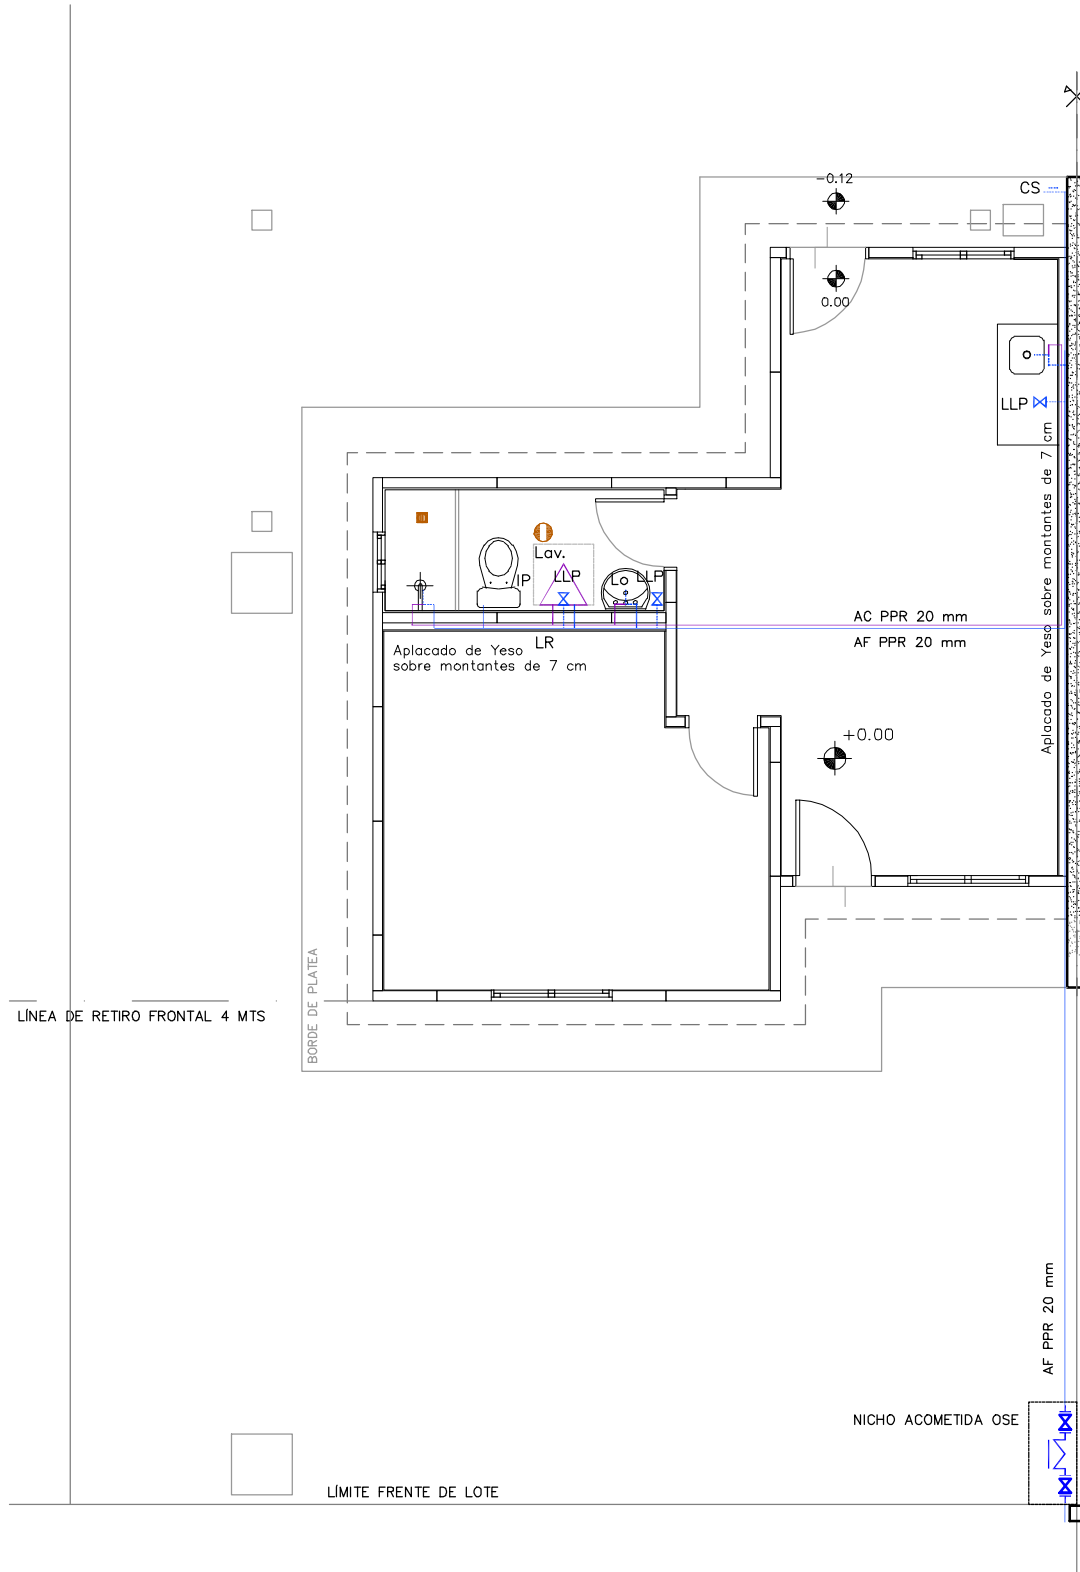 -0.12
CS
0.00
LLP
Aplacado de Yeso sobre montantes de 7 cm
Lav.
IP
LLP
Lo
LLP
AC PPR 20 mm
LR
AF PPR 20 mm
Aplacado de Yeso
sobre montantes de 7 cm
+0.00
BORDE DE PLATEA
LÍNEA DE RETIRO FRONTAL 4 MTS
AF PPR 20 mm
NICHO ACOMETIDA OSE
LÍMITE FRENTE DE LOTE